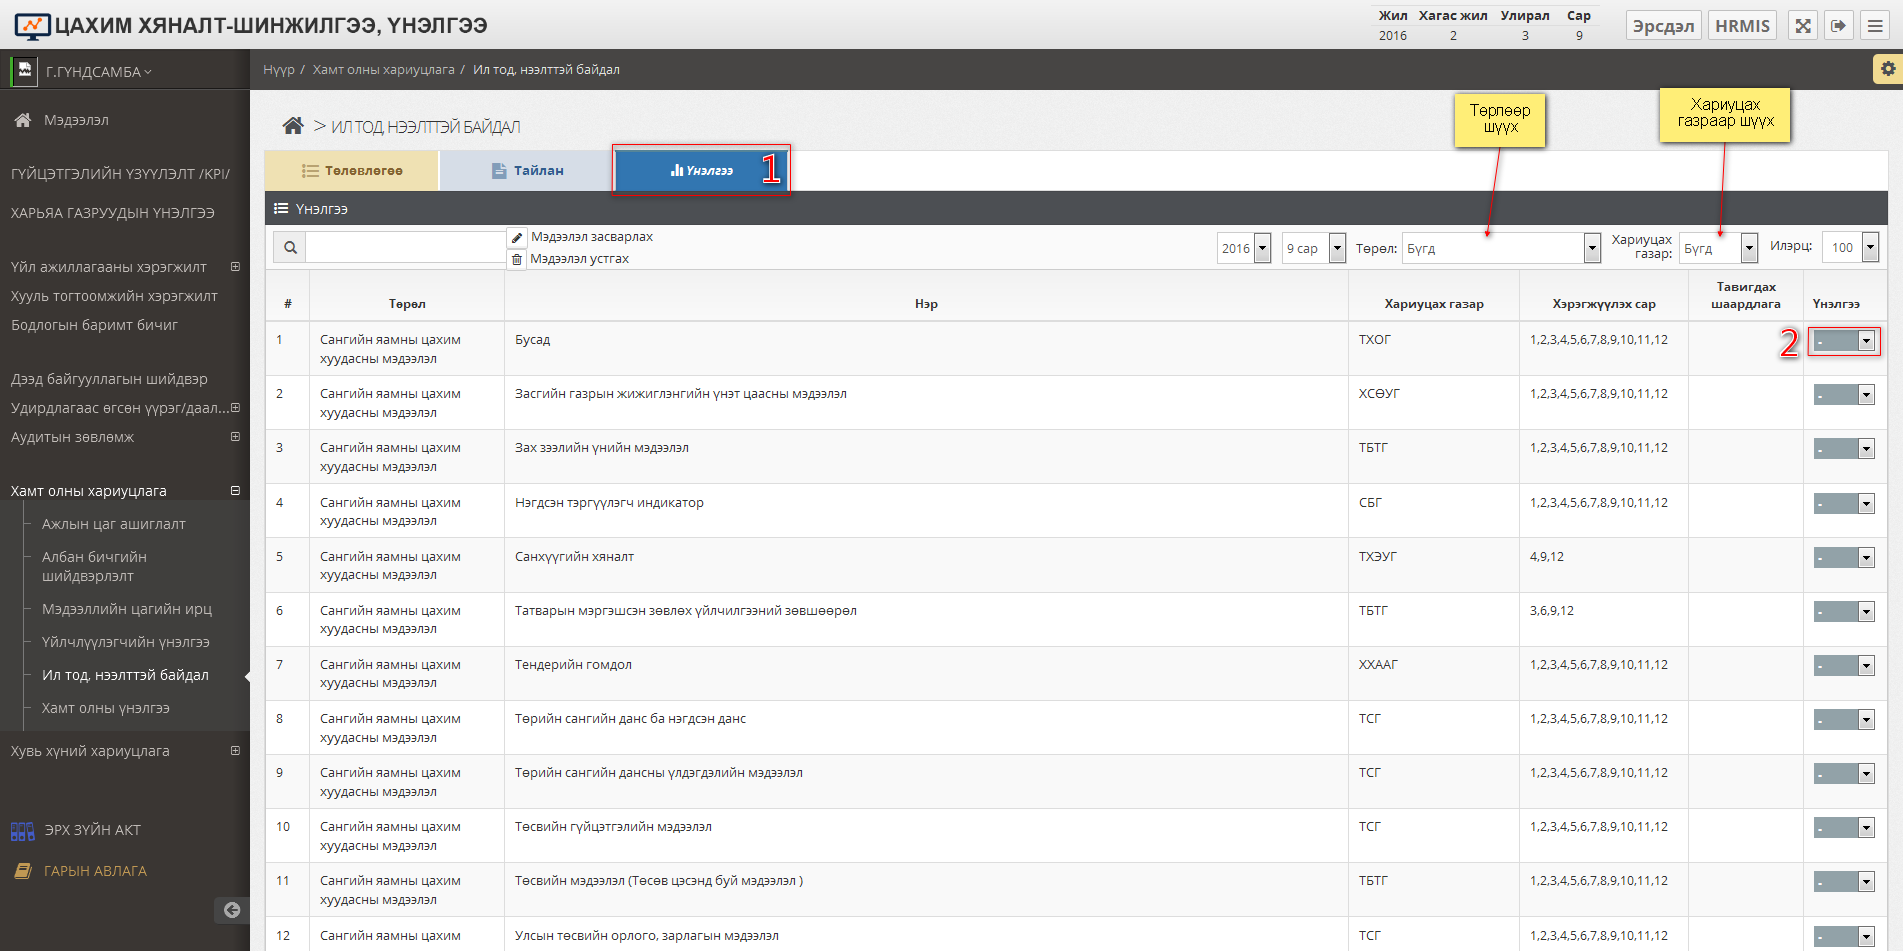 ЦАХИМ ХЯНАЛТ-ШИНЖИЛГЭЭ, ҮНЭЛГЭЭ
Жил Хагас жил Улирал Сар
2016 2 3 9
Эрсдэл HRMIS
Г.ГҮНДСАМБА
Нүүр / Хамт олны хариуцлага / Ил тод, нээлттэй байдал
Мэдээлэл
ГҮЙЦЭТГЭЛИЙН ҮЗҮҮЛЭЛТ /KPI/
ХАРЬЯА ГАЗРУУДЫН ҮНЭЛГЭЭ
Үйл ажиллагааны хэрэгжилт
Хууль тогтоомжийн хэрэгжилт
Бодлогын баримт бичиг
Дээд байгууллагын шийдвэр
Удирдлагаас өгсөн үүрэг/даал...
Аудитын зөвлөмж
Хамт олны хариуцлага
Ажлын цаг ашиглалт
Албан бичгийн
шийдвэрлэлт
Мэдээллийн цагийн ирц
Үйлчлүүлэгчийн үнэлгээ
Ил тод, нээлттэй байдал
Хамт олны үнэлгээ
Хувь хүний хариуцлага
ЭРХ ЗҮЙН АКТ
ГАРЫН АВЛАГА
> ИЛ ТОД, НЭЭЛТТЭЙ БАЙДАЛ
Төрлөөр
шүүх
Хариуцах
газраар шүүх
Төлөвлөгөө Тайлан Үнэлгээ 1
Үнэлгээ
Мэдээлэл засварлах
Мэдээлэл устгах
2016 9 сар Төрөл: Бүгд Хариуцах
газар: Бүгд Илэрц: 100
# Төрөл Нэр Хариуцах газар Хэрэгжүүлэх сар Тавигдах
шаардлага Үнэлгээ
1 Сангийн яамны цахим Бусад ТХОГ 1,2,3,4,5,6,7,8,9,10,11,12 2 -
хуудасны мэдээлэл
2 Сангийн яамны цахим Засгийн газрын жижиглэнгийн үнэт цаасны мэдээлэл ХСӨУГ 1,2,3,4,5,6,7,8,9,10,11,12 -
хуудасны мэдээлэл
3 Сангийн яамны цахим Зах зээлийн үнийн мэдээлэл ТБТГ 1,2,3,4,5,6,7,8,9,10,11,12 -
хуудасны мэдээлэл
4 Сангийн яамны цахим Нэгдсэн тэргүүлэгч индикатор СБГ 1,2,3,4,5,6,7,8,9,10,11,12 -
хуудасны мэдээлэл
5 Сангийн яамны цахим Санхүүгийн хяналт ТХЭУГ 4,9,12 -
хуудасны мэдээлэл
6 Сангийн яамны цахим Татварын мэргэшсэн зөвлөх үйлчилгээний зөвшөөрөл ТБТГ 3,6,9,12 -
хуудасны мэдээлэл
7 Сангийн яамны цахим Тендерийн гомдол ХХААГ 1,2,3,4,5,6,7,8,9,10,11,12 -
хуудасны мэдээлэл
8 Сангийн яамны цахим Төрийн сангийн данс ба нэгдсэн данс ТСГ 1,2,3,4,5,6,7,8,9,10,11,12 -
хуудасны мэдээлэл
9 Сангийн яамны цахим Төрийн сангийн дансны үлдэгдэлийн мэдээлэл ТСГ 1,2,3,4,5,6,7,8,9,10,11,12 -
хуудасны мэдээлэл
10 Сангийн яамны цахим Төсвийн гүйцэтгэлийн мэдээлэл ТСГ 1,2,3,4,5,6,7,8,9,10,11,12 -
хуудасны мэдээлэл
11 Сангийн яамны цахим Төсвийн мэдээлэл (Төсөв цэсэнд буй мэдээлэл ) ТБТГ 1,2,3,4,5,6,7,8,9,10,11,12 -
хуудасны мэдээлэл
12 Сангийн яамны цахим Улсын төсвийн орлого, зарлагын мэдээлэл ТСГ 1,2,3,4,5,6,7,8,9,10,11,12 -